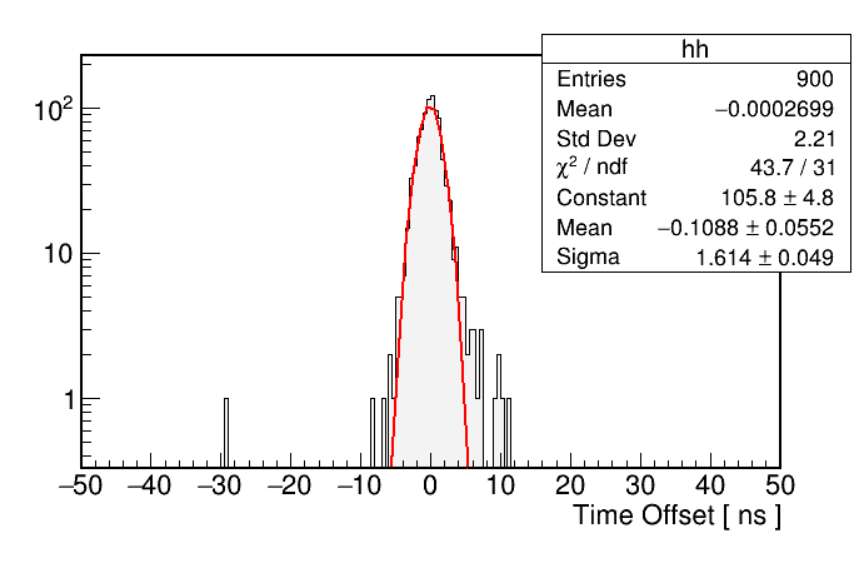 hh
Entries 900
Mean −0.0002699
Std Dev 2.21
χ² / ndf 43.7 / 31
Constant 105.8 ± 4.8
Mean −0.1088 ± 0.0552
Sigma 1.614 ± 0.049
10²
10
1
−50 −40 −30 −20 −10 0 10 20 30 40 50
Time Offset [ ns ]